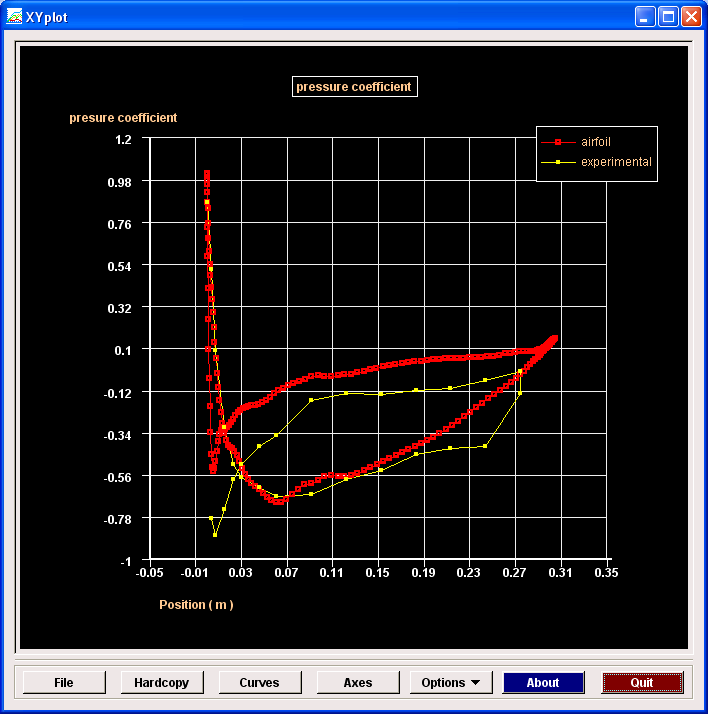 XYplot
pressure coefficient
presure coefficient
airfoil
experimental
1.2
0.98
0.76
0.54
0.32
0.1
-0.12
-0.34
-0.56
-0.78
-1
-0.05 -0.01 0.03 0.07 0.11 0.15 0.19 0.23 0.27 0.31 0.35
Position ( m )
File Hardcopy Curves Axes Options About Quit